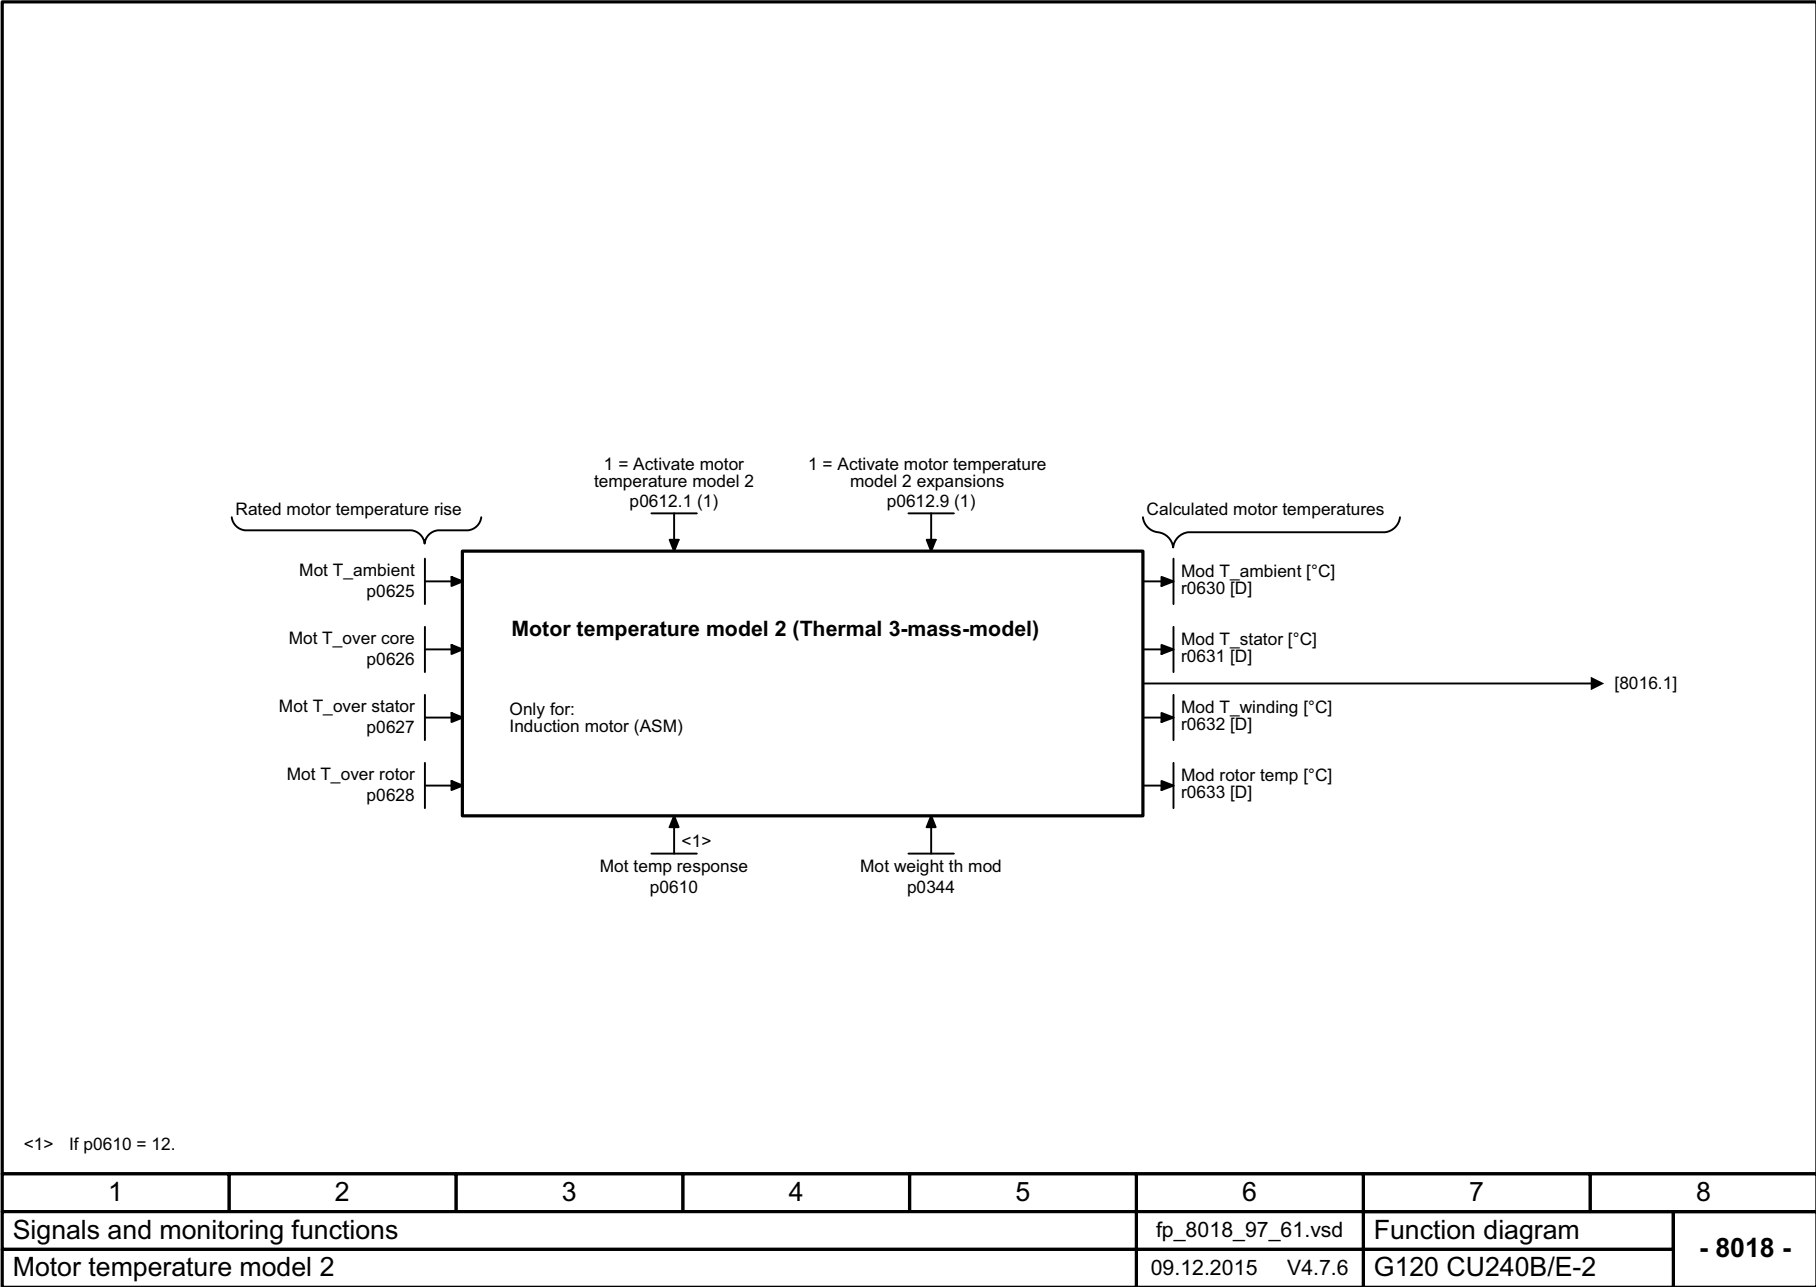 1 = Activate motor
temperature model 2
p0612.1 (1)
1 = Activate motor temperature
model 2 expansions
p0612.9 (1)
Rated motor temperature rise
Calculated motor temperatures
Mot T_ambient
p0625
Mot T_over core
p0626
Mot T_over stator
p0627
Mot T_over rotor
p0628
Motor temperature model 2 (Thermal 3-mass-model)
Only for:
Induction motor (ASM)
Mod T_ambient [°C]
r0630 [D]
Mod T_stator [°C]
r0631 [D]
[8016.1]
Mod T_winding [°C]
r0632 [D]
Mod rotor temp [°C]
r0633 [D]
<1>
Mot temp response
p0610
Mot weight th mod
p0344
<1> If p0610 = 12.
1 2 3 4 5 6 7 8
Signals and monitoring functions
fp_8018_97_61.vsd
Function diagram
- 8018 -
Motor temperature model 2
09.12.2015 V4.7.6
G120 CU240B/E-2